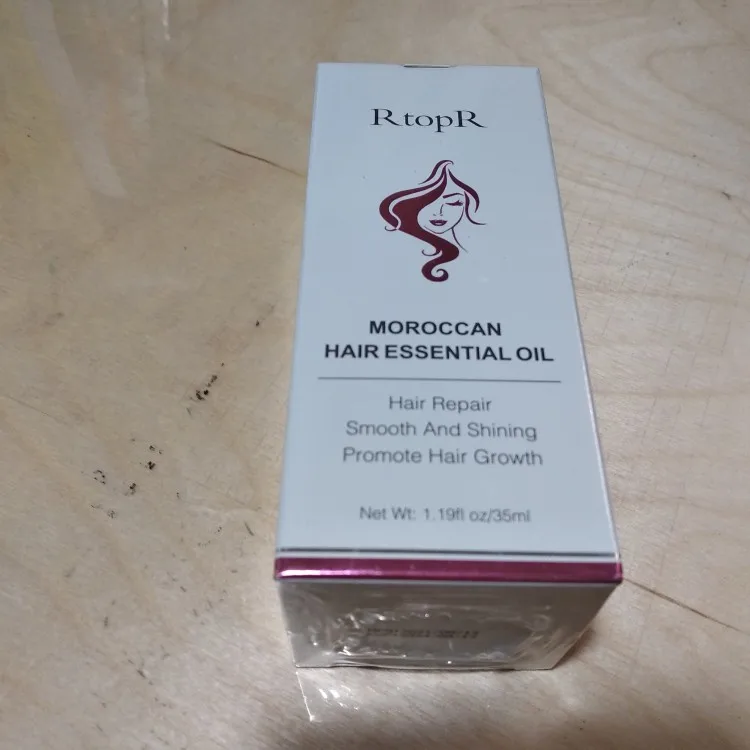 RtopR
MOROCCAN
HAIR ESSENTIAL OIL
Hair Repair
Smooth And Shining
Promote Hair Growth
Net Wt: 1.19fl oz/35ml